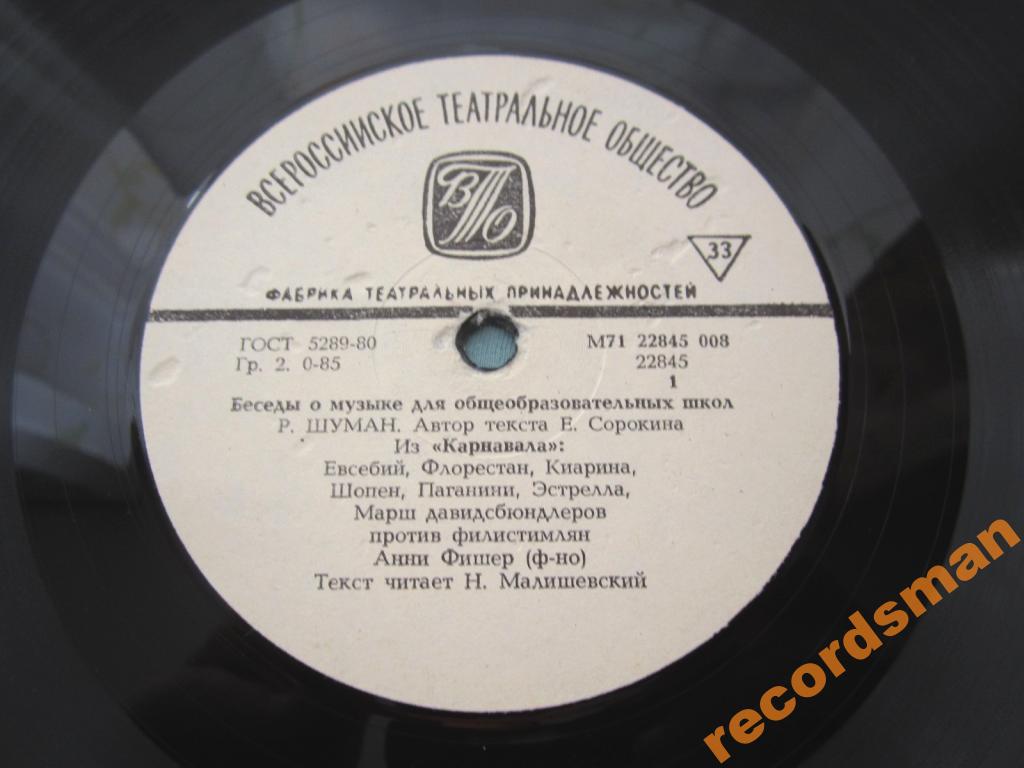 ВСЕРОССИЙСКОЕ ТЕАТРАЛЬНОЕ ОБЩЕСТВО
ВТО
33
ФАБРИКА ТЕАТРАЛЬНЫХ ПРИНАДЛЕЖНОСТЕЙ
ГОСТ 5289-80
Гр. 2. 0-85
М71 22845 008
22845
1
Беседы о музыке для общеобразовательных школ
Р. ШУМАН. Автор текста Е. Сорокина
Из «Карнавала»:
Евсебий, Флорестан, Киарина,
Шопен, Паганини, Эстрелла,
Марш давидсбюндлеров
против филистимлян
Анни Фишер (ф-но)
Текст читает Н. Малишевский
recordsman